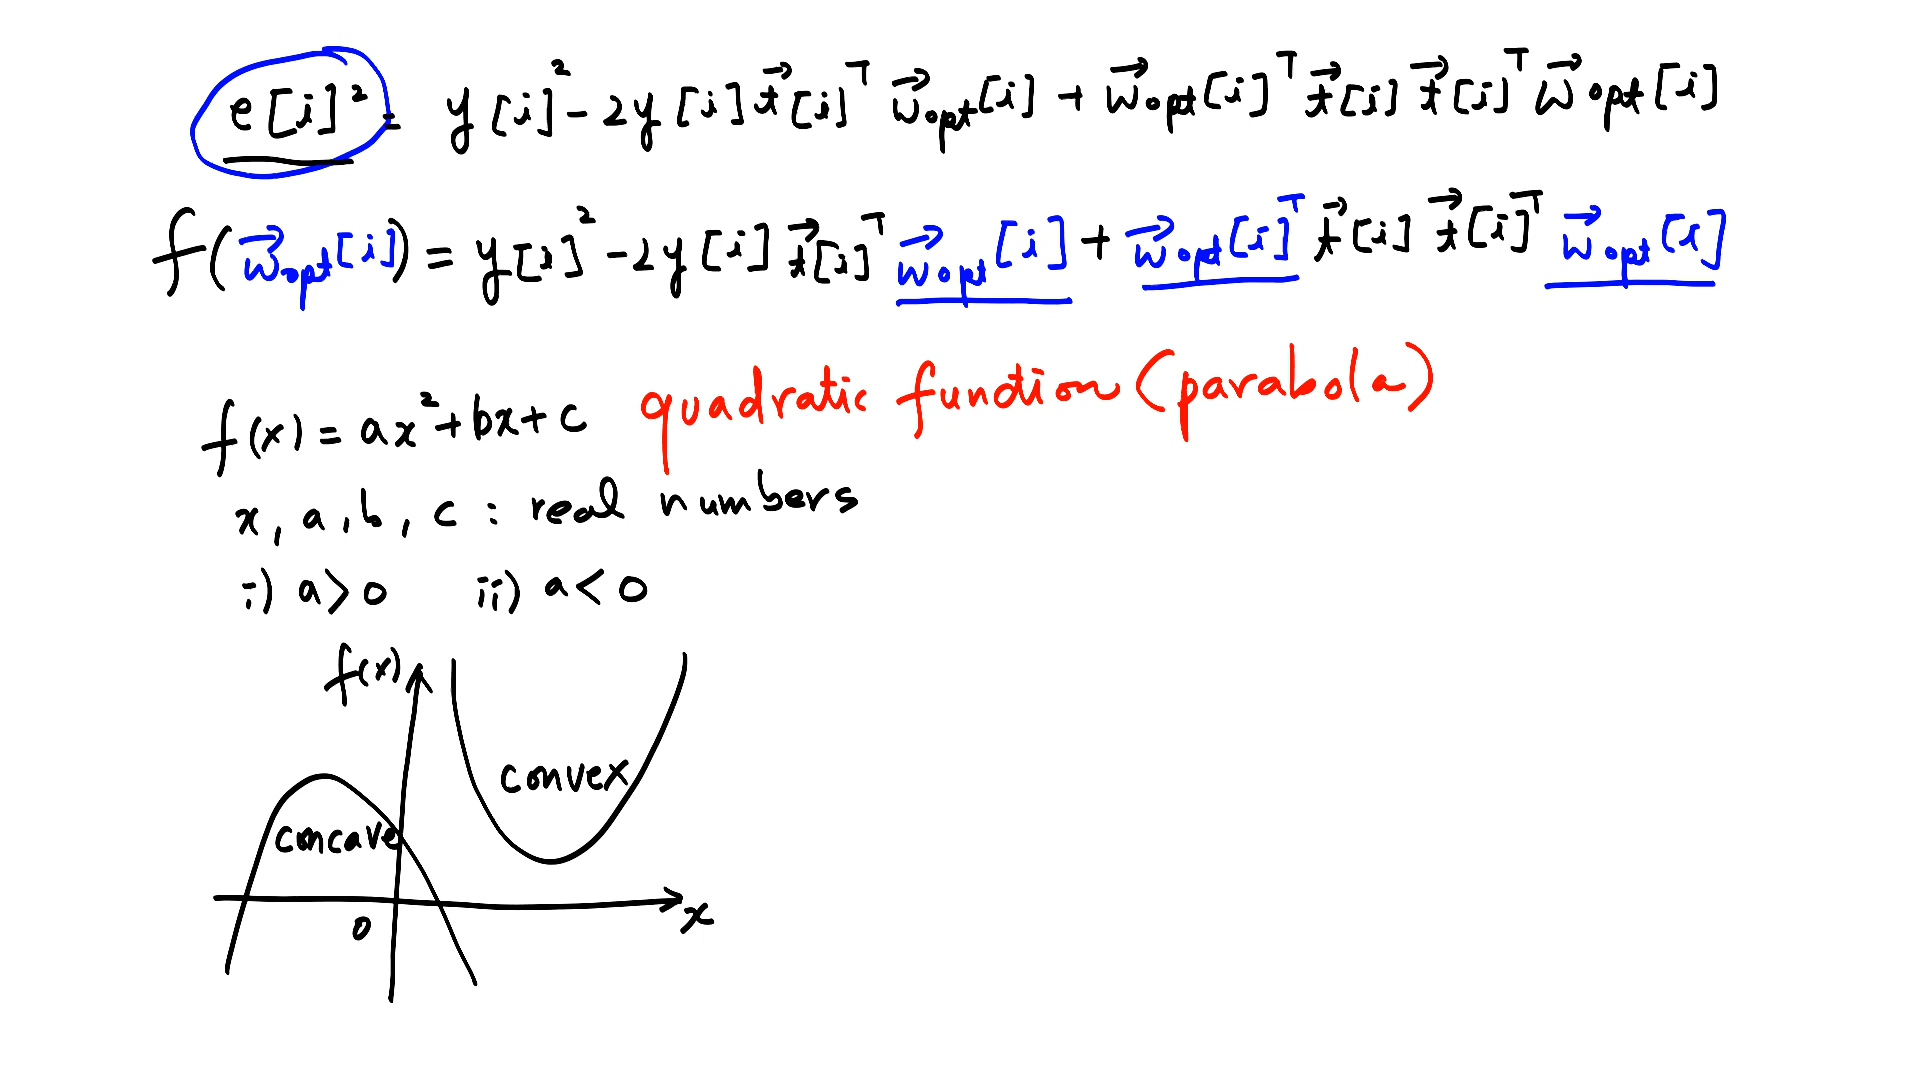 e[i]² = y[i]² - 2y[i] t⃗[i]ᵀ w⃗opt[i] + w⃗opt[i]ᵀ t⃗[i] t⃗[i]ᵀ w⃗opt[i]
f(w⃗opt[i]) = y[i]² - 2y[i] t⃗[i]ᵀ w⃗opt[i] + w⃗opt[i]ᵀ t⃗[i] t⃗[i]ᵀ w⃗opt[i]
f(x) = ax² + bx + c quadratic function (parabola)
x, a, b, c : real numbers
i) a > 0 ii) a < 0
f(x)
convex
concave
0
x